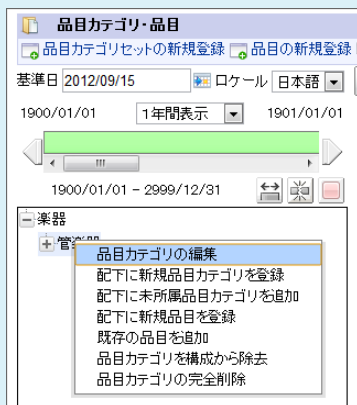 品目カテゴリ・品目
品目カテゴリセットの新規登録 品目の新規登録
基準日 2012/09/15 ロケール 日本語
1900/01/01 1年間表示 1901/01/01
1900/01/01 - 2999/12/31
楽器
品目カテゴリの編集
配下に新規品目カテゴリを登録
配下に未所属品目カテゴリを追加
配下に新規品目を登録
既存の品目を追加
品目カテゴリを構成から除去
品目カテゴリの完全削除